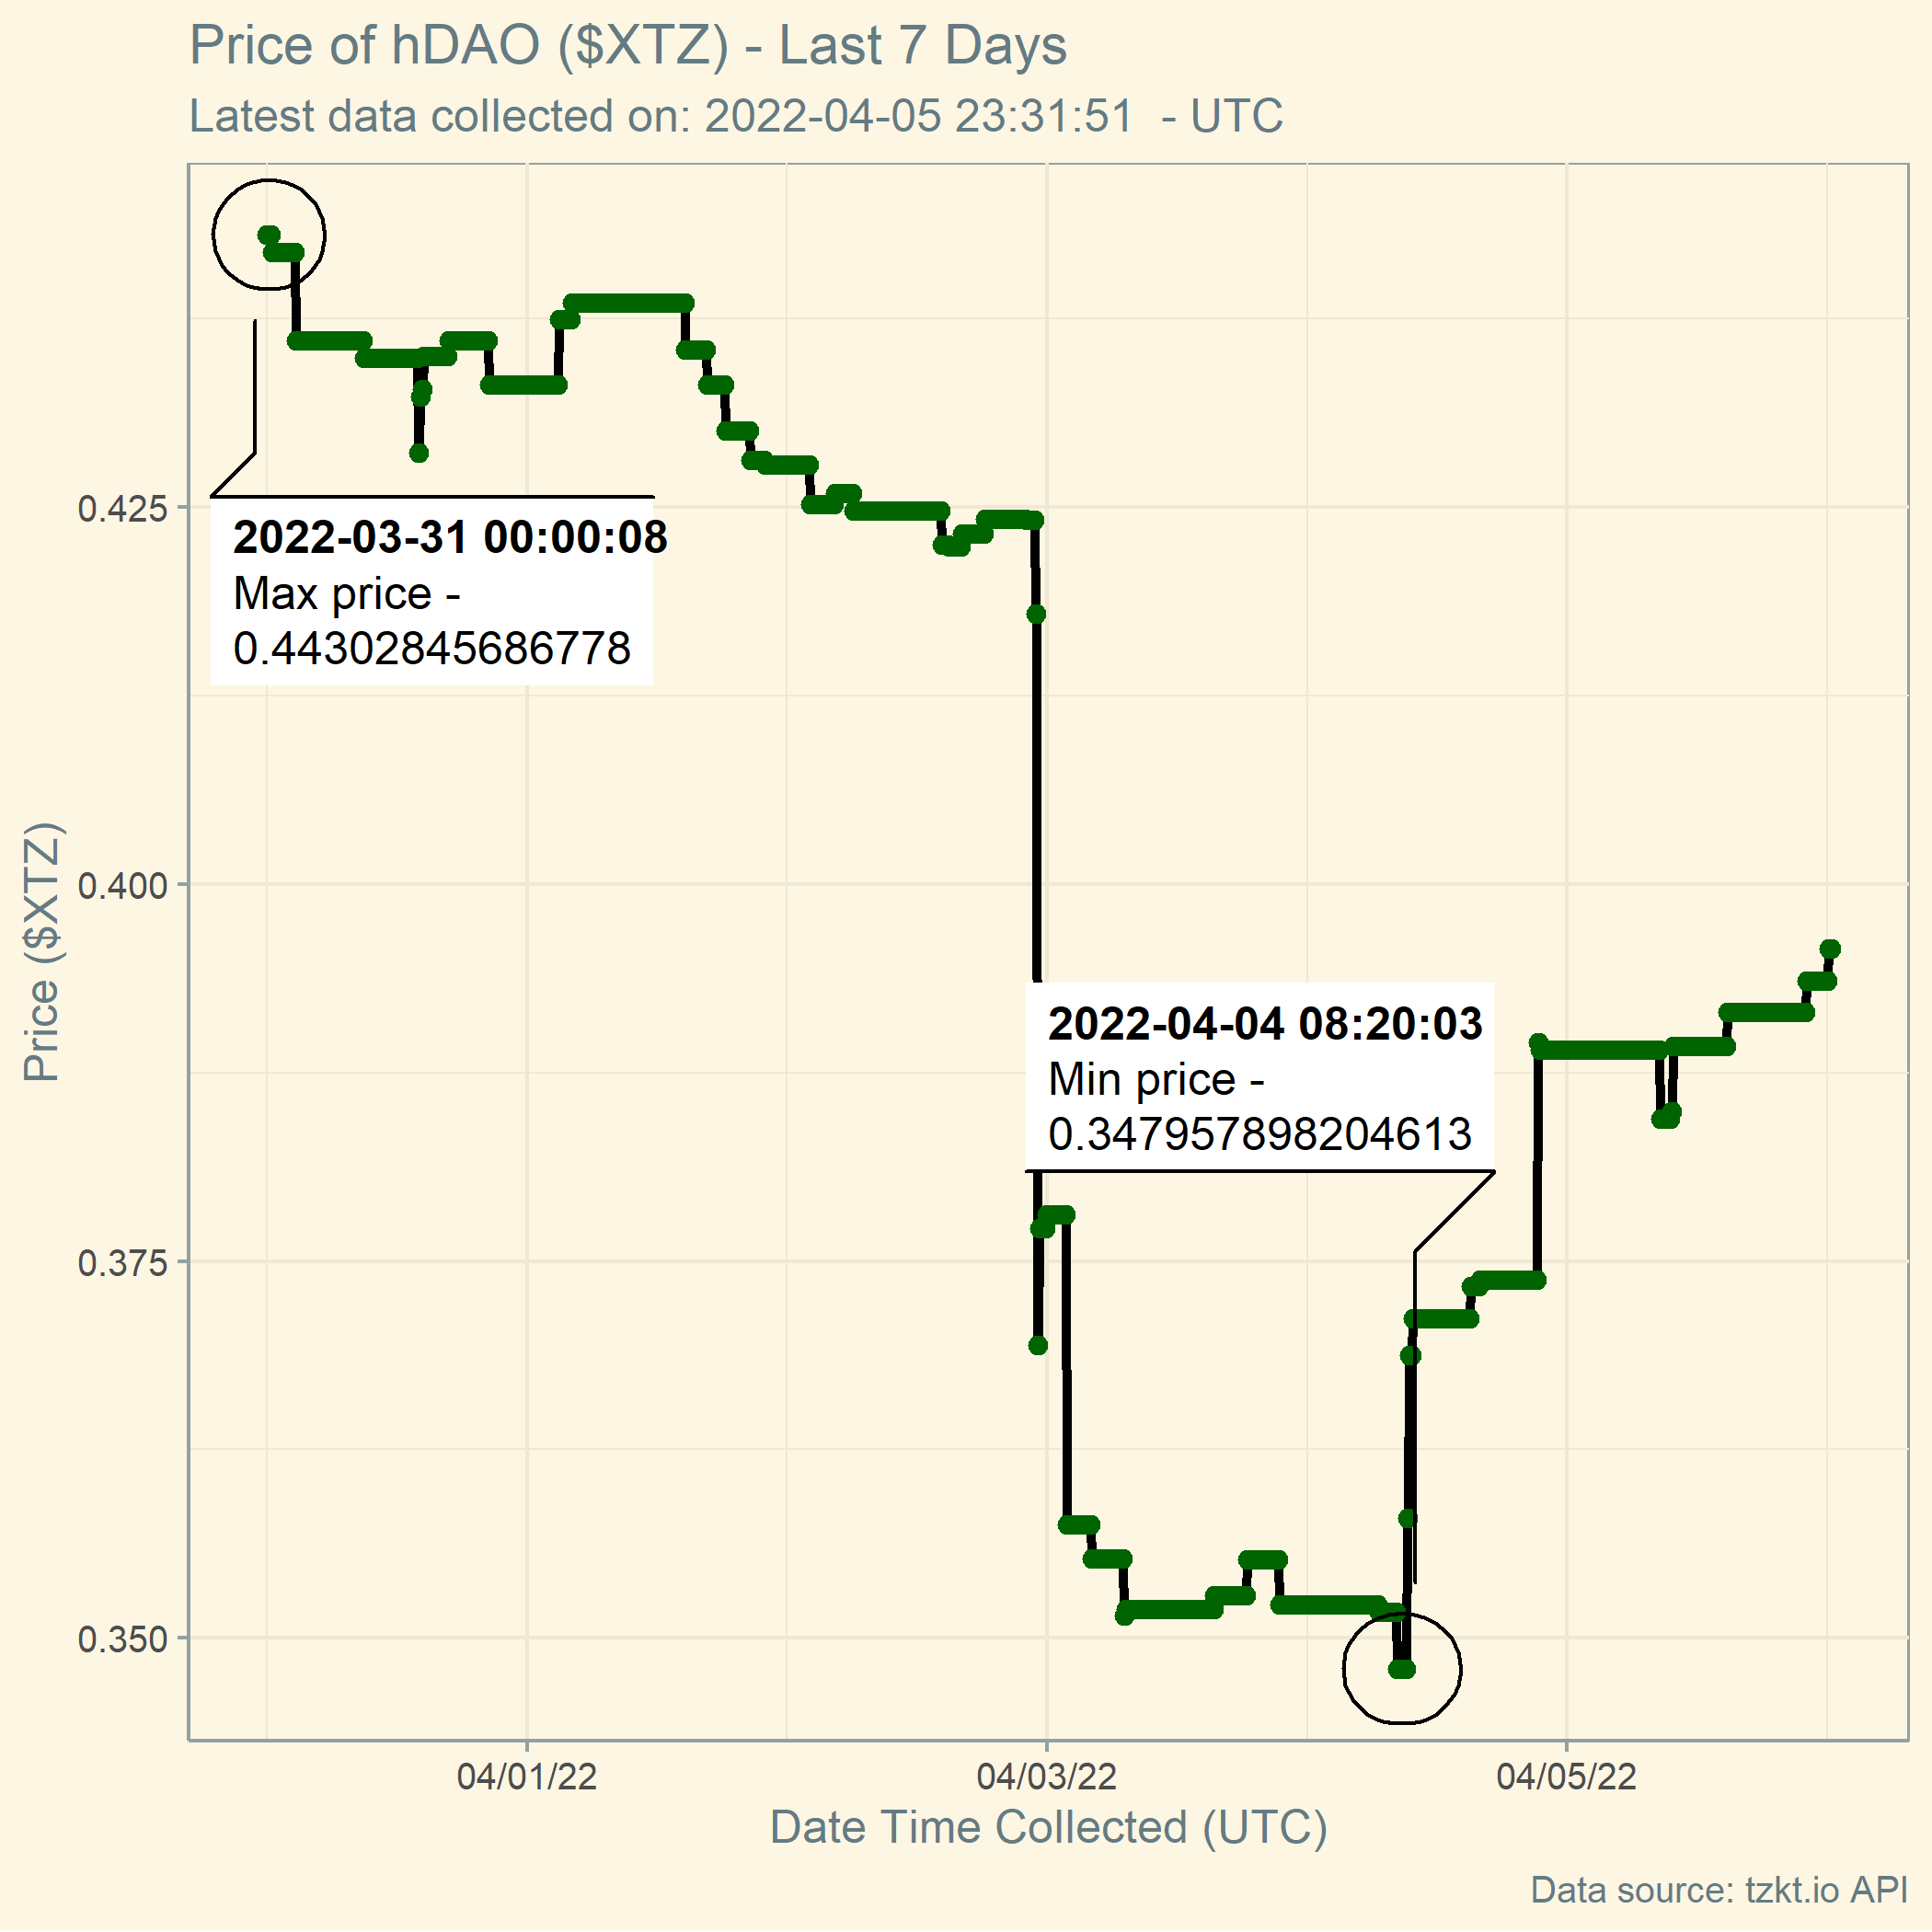 Price of hDAO ($XTZ) - Last 7 Days
Latest data collected on: 2022-04-05 23:31:51  - UTC
2022-03-31 00:00:08
Max price -
0.44302845686778
2022-04-04 08:20:03
Min price -
0.347957898204613
Price ($XTZ)
0.425
0.400
0.375
0.350
04/01/22
04/03/22
04/05/22
Date Time Collected (UTC)
Data source: tzkt.io API